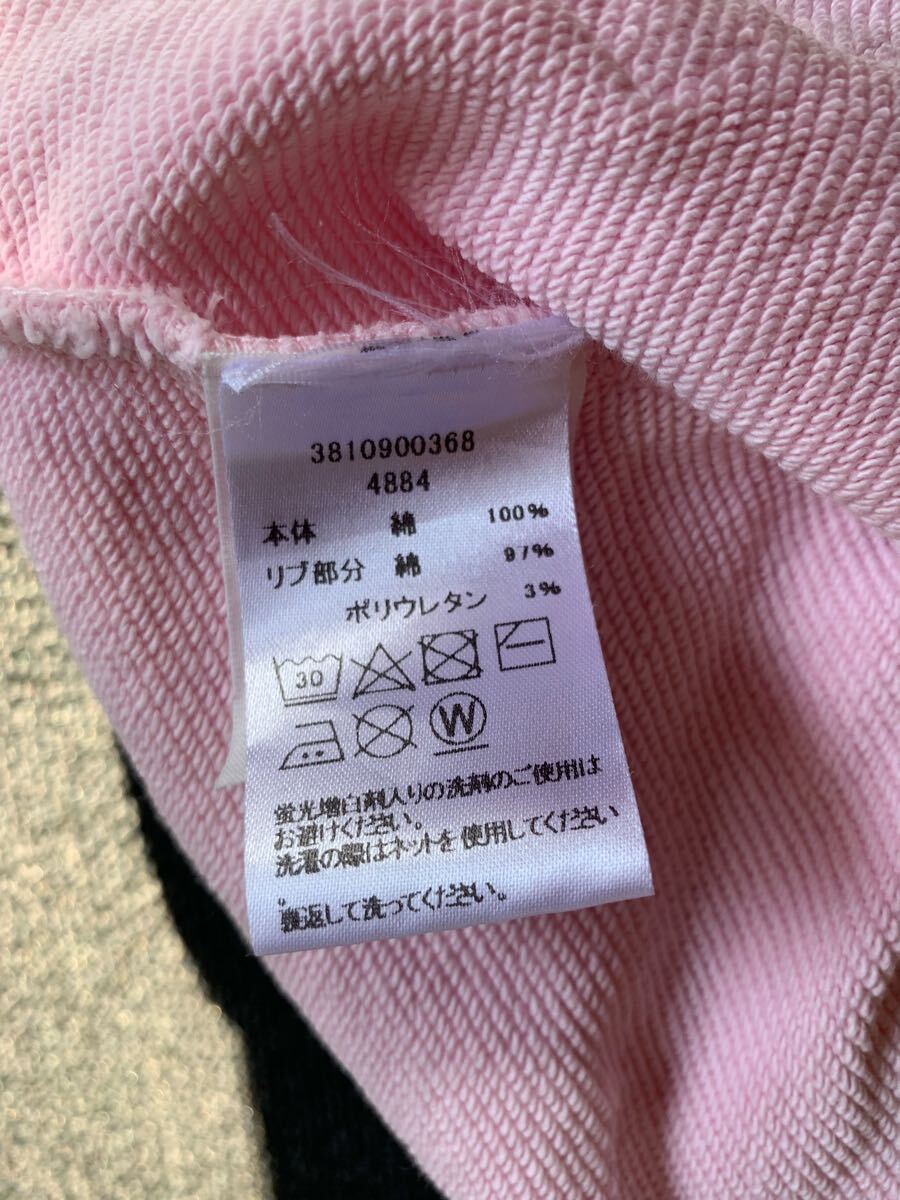 3810900368
4884
本体 綿 100%
リブ部分 綿 97%
ポリウレタン 3%
30
W
蛍光増白剤入りの洗剤のご使用は
お避けください。
洗濯の際はネットを使用してください
。
裏返して洗ってください。